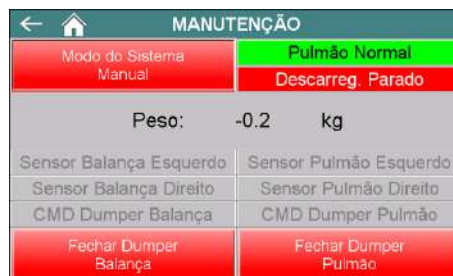 MANUTENÇÃO
Modo do Sistema
Manual
Pulmão Normal
Descarreg. Parado
Peso: -0.2 kg
Sensor Balança Esquerdo
Sensor Pulmão Esquerdo
Sensor Balança Direito
Sensor Pulmão Direito
CMD Dumper Balança
CMD Dumper Pulmão
Fechar Dumper
Balança
Fechar Dumper
Pulmão